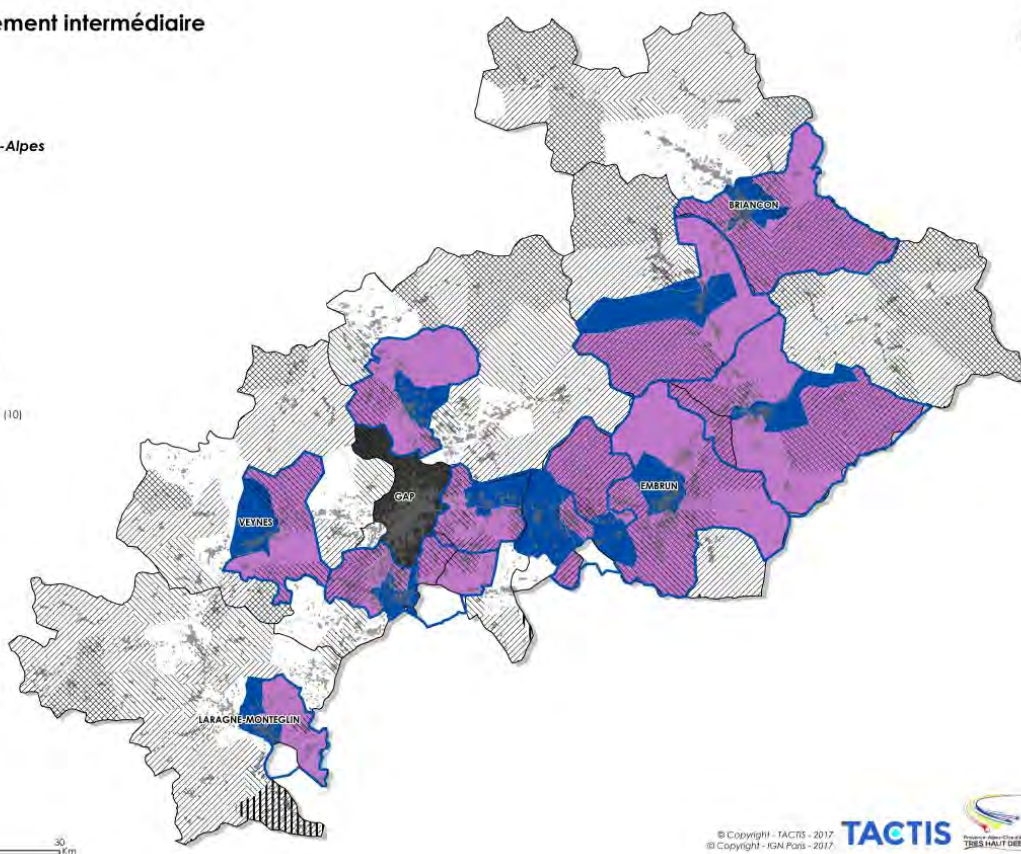 ement intermédiaire
-Alpes
BRIANCON
(10)
GAP
EMBRUN
VEYNES
LARAGNE-MONTEGLIN
30
Km
© Copyright - TACTIS - 2017
© Copyright - IGN Paris - 2017
TACTIS
TRES HAUT DEB